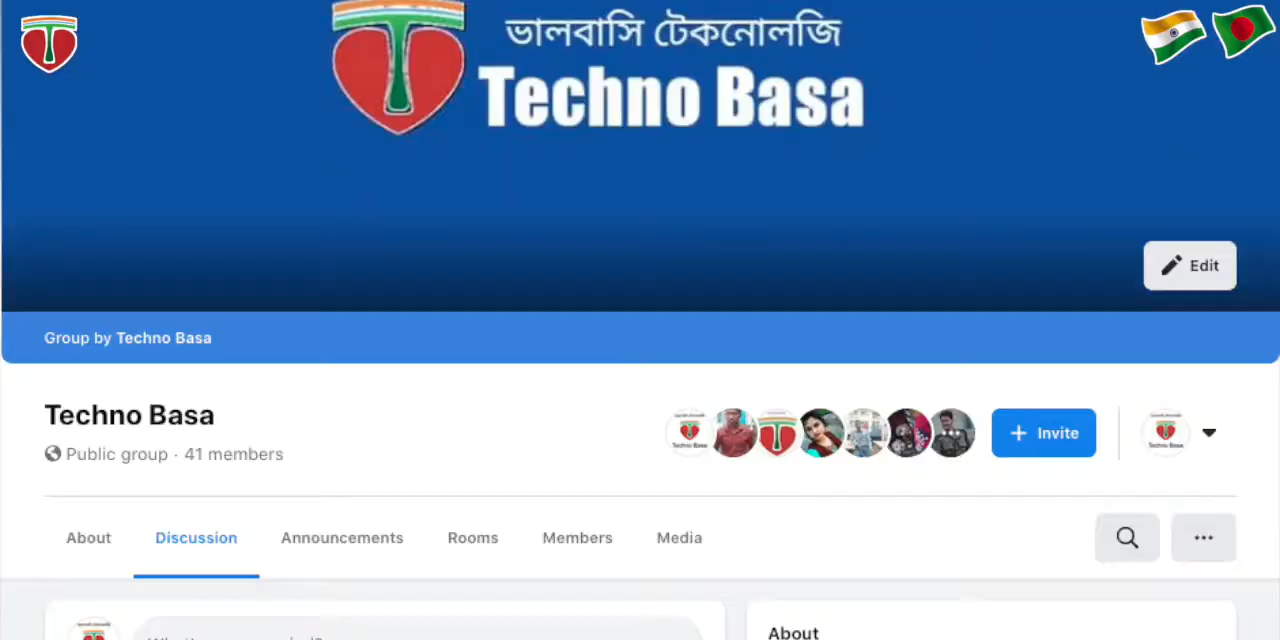 ভালবাসি টেকনোলজি
Techno Basa
Edit
Group by Techno Basa
Techno Basa
Public group · 41 members
Invite
About
Discussion
Announcements
Rooms
Members
Media
About